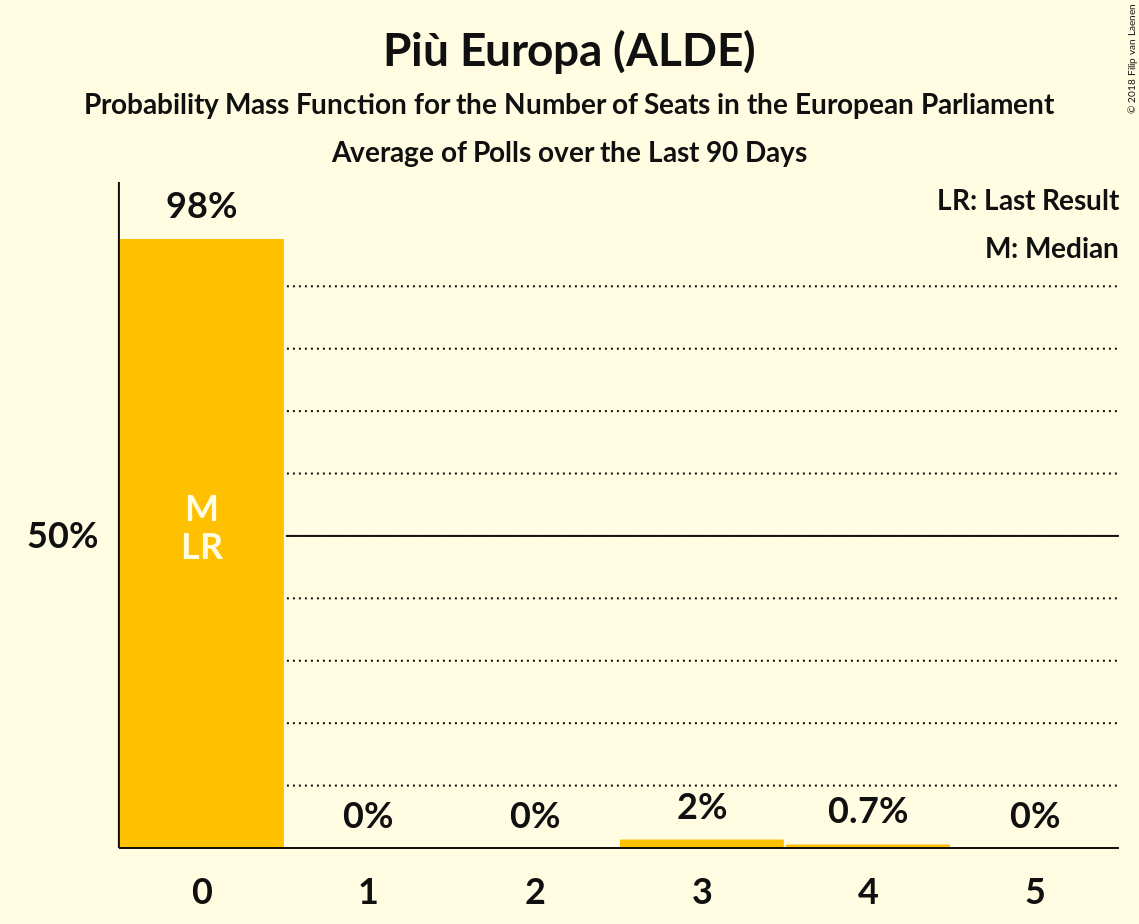 Più Europa (ALDE)
Probability Mass Function for the Number of Seats in the European Parliament
Average of Polls over the Last 90 Days
© 2018 Filip van Laenen
LR: Last Result
M: Median
98%
M
LR
50%
0%
0%
2%
0.7%
0%
0
1
2
3
4
5